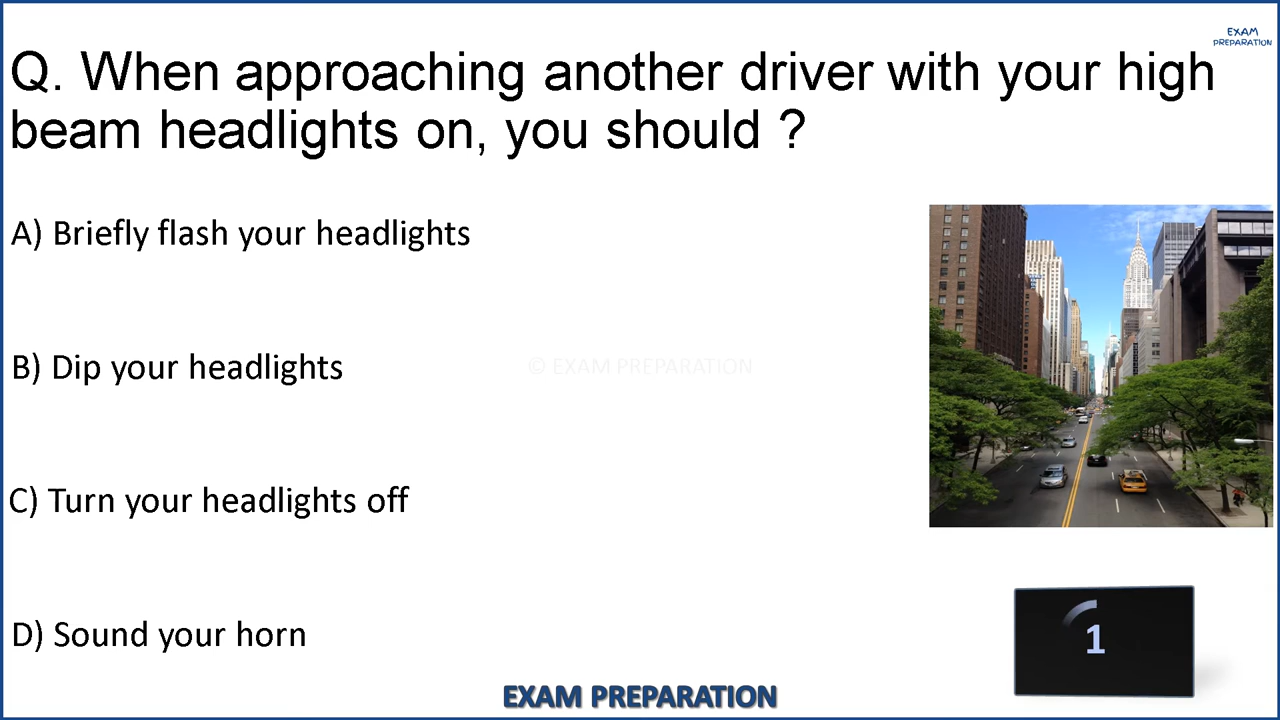 EXAM
PREPARATION
Q. When approaching another driver with your high
beam headlights on, you should ?
A) Briefly flash your headlights
B) Dip your headlights
© EXAM PREPARATION
C) Turn your headlights off
D) Sound your horn
1
EXAM PREPARATION